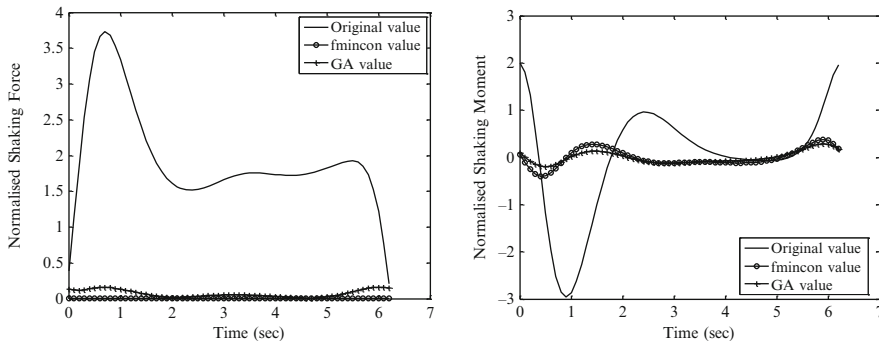 Normalised Shaking Force
4
3.5
3
2.5
2
1.5
1
0.5
0
0 1 2 3 4 5 6 7
Time (sec)
Original value
fmincon value
GA value
Normalised Shaking Moment
3
2
1
0
–1
–2
–3
0 1 2 3 4 5 6 7
Time (sec)
Original value
fmincon value
GA value